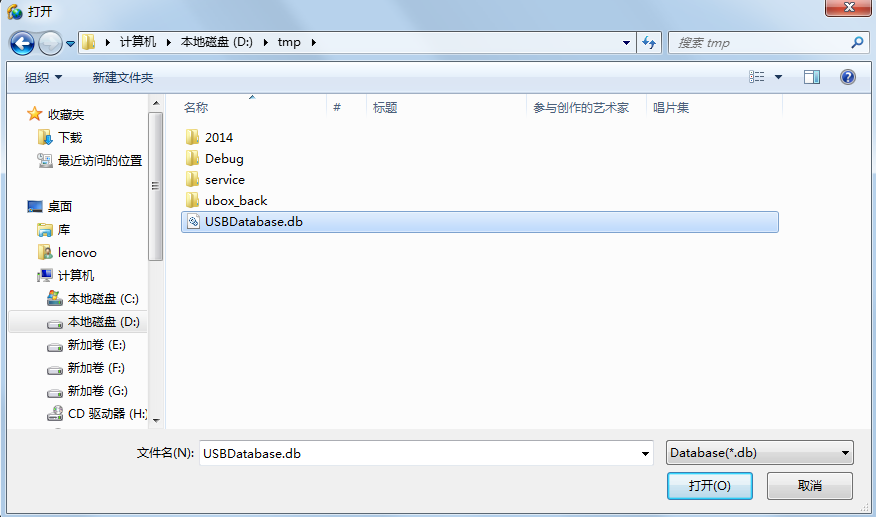 打开
计算机 本地磁盘 (D:) tmp
搜索 tmp
组织 新建文件夹
名称 # 标题 参与创作的艺术家 唱片集
收藏夹
下载
最近访问的位置
桌面
库
lenovo
计算机
本地磁盘 (C:)
本地磁盘 (D:)
新加卷 (E:)
新加卷 (F:)
新加卷 (G:)
CD 驱动器 (H:)
2014
Debug
service
ubox_back
USBDatabase.db
文件名(N): USBDatabase.db
Database(*.db)
打开(O) 取消